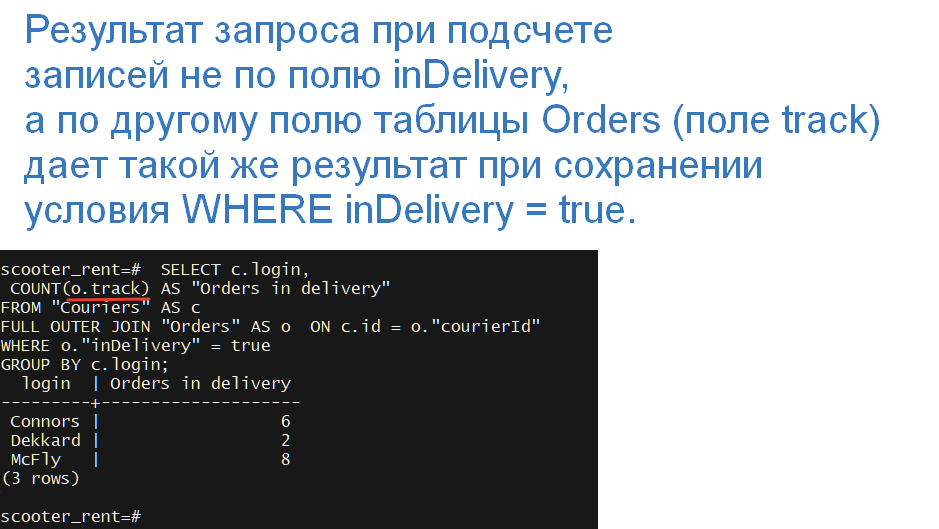 Результат запроса при подсчете
записей не по полю inDelivery,
а по другому полю таблицы Orders (поле track)
дает такой же результат при сохранении
условия WHERE inDelivery = true.
scooter_rent=#  SELECT c.login,
 COUNT(o.track) AS "Orders in delivery"
FROM "Couriers" AS c
FULL OUTER JOIN "Orders" AS o  ON c.id = o."courierId"
WHERE o."inDelivery" = true
GROUP BY c.login;
  login  | Orders in delivery
---------+--------------------
 Connors |                  6
 Dekkard |                  2
 McFly   |                  8
(3 rows)
scooter_rent=#